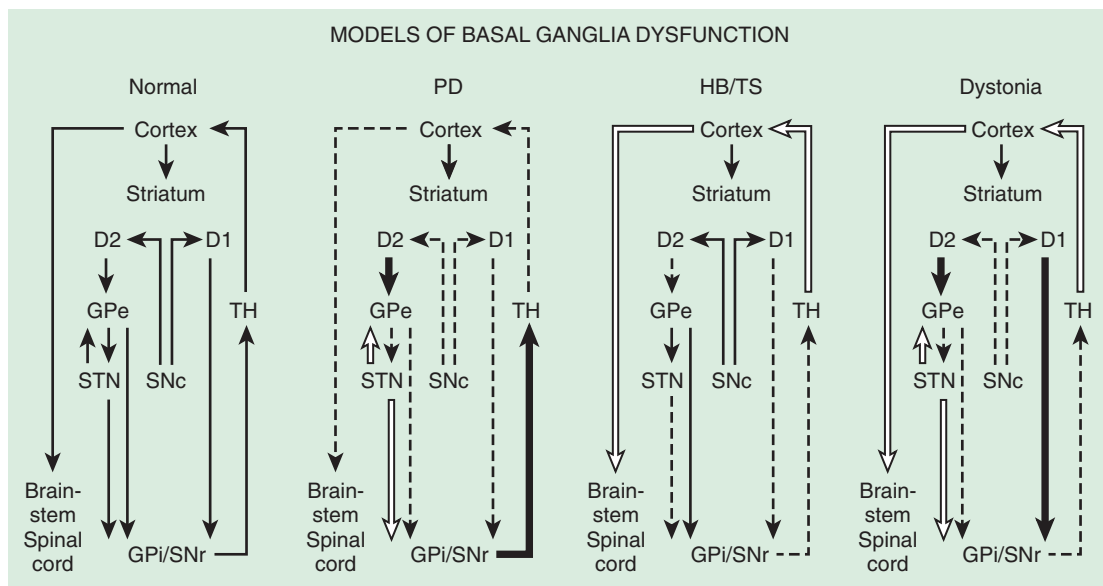 MODELS OF BASAL GANGLIA DYSFUNCTION
Normal
Cortex
Striatum
D2
D1
GPe
TH
STN
SNc
Brain-
stem
Spinal
cord
GPi/SNr
PD
Cortex
Striatum
D2
D1
GPe
TH
STN
SNc
Brain-
stem
Spinal
cord
GPi/SNr
HB/TS
Cortex
Striatum
D2
D1
GPe
TH
STN
SNc
Brain-
stem
Spinal
cord
GPi/SNr
Dystonia
Cortex
Striatum
D2
D1
GPe
TH
STN
SNc
Brain-
stem
Spinal
cord
GPi/SNr